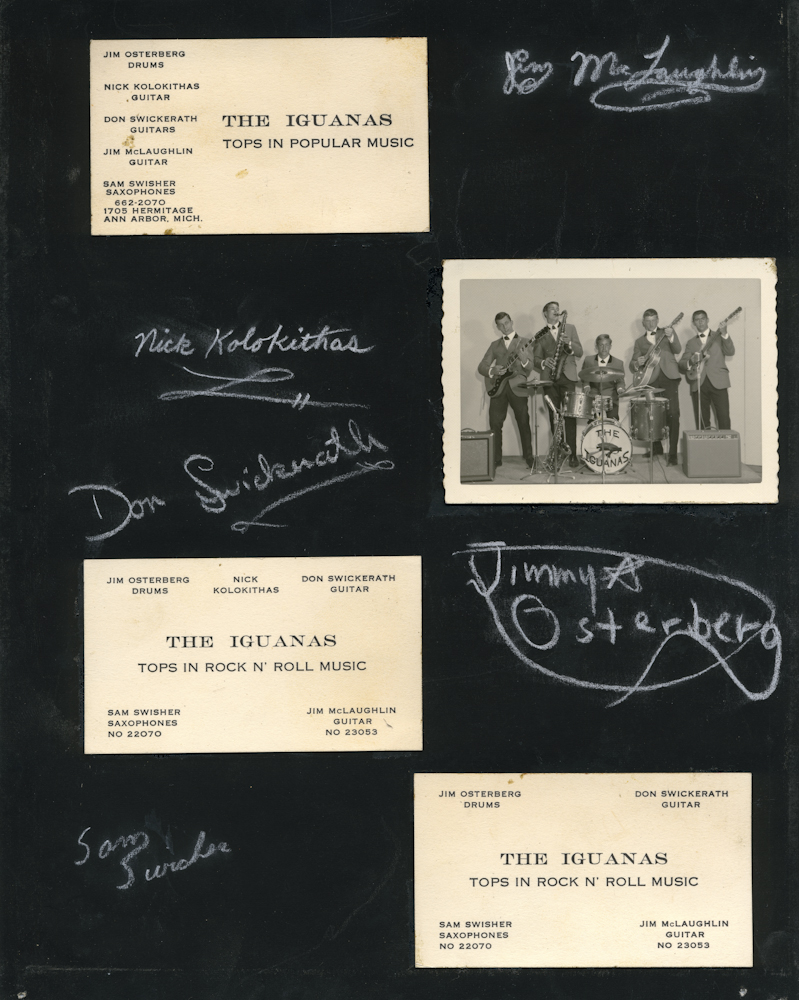 JIM OSTERBERG
DRUMS
NICK KOLOKITHAS
GUITAR
DON SWICKERATH
GUITARS
JIM McLAUGHLIN
GUITAR
SAM SWISHER
SAXOPHONES
662-2070
1705 HERMITAGE
ANN ARBOR, MICH.
THE IGUANAS
TOPS IN POPULAR MUSIC
Jim McLaughlin
Nick Kolokithas
THE
IGUANAS
Don Swickerath
Jimmy
Osterberg
JIM OSTERBERG
DRUMS
NICK
KOLOKITHAS
DON SWICKERATH
GUITAR
THE IGUANAS
TOPS IN ROCK N' ROLL MUSIC
SAM SWISHER
SAXOPHONES
NO 22070
JIM McLAUGHLIN
GUITAR
NO 23053
Sam
Swisher
JIM OSTERBERG
DRUMS
DON SWICKERATH
GUITAR
THE IGUANAS
TOPS IN ROCK N' ROLL MUSIC
SAM SWISHER
SAXOPHONES
NO 22070
JIM McLAUGHLIN
GUITAR
NO 23053